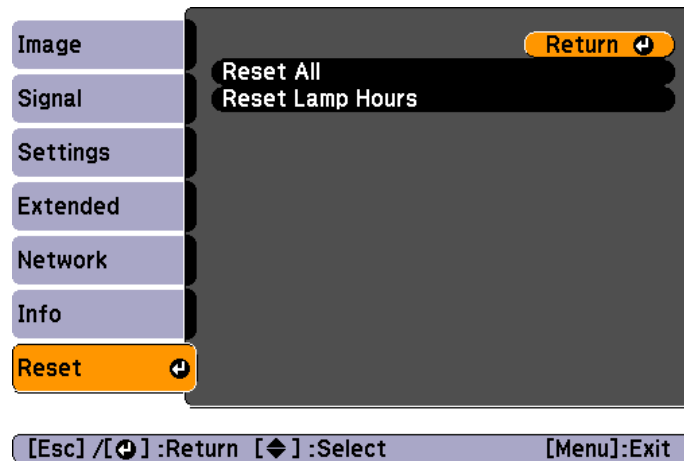 Image
Signal
Settings
Extended
Network
Info
Reset
Return
Reset All
Reset Lamp Hours
[Esc] /[ ] :Return [ ] :Select [Menu]:Exit